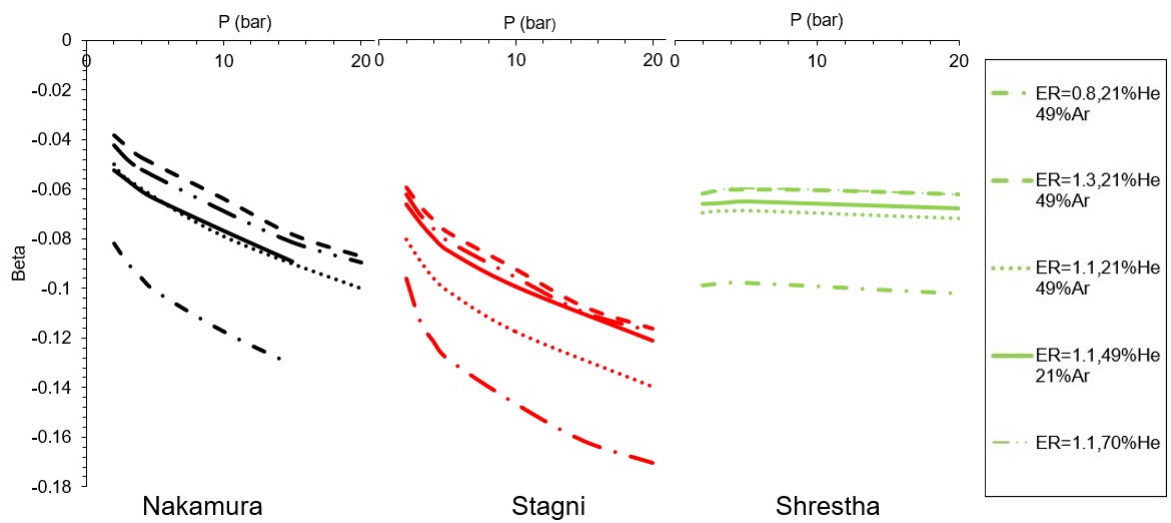 P (bar) P (bar) P (bar)
0
0 10 20 0 10 20 0 10 20
-0.02
-0.04
-0.06
-0.08
-0.1
-0.12
-0.14
-0.16
-0.18
Beta
ER=0.8,21%He
49%Ar
ER=1.3,21%He
49%Ar
ER=1.1,21%He
49%Ar
ER=1.1,49%He
21%Ar
ER=1.1,70%He
Nakamura Stagni Shrestha